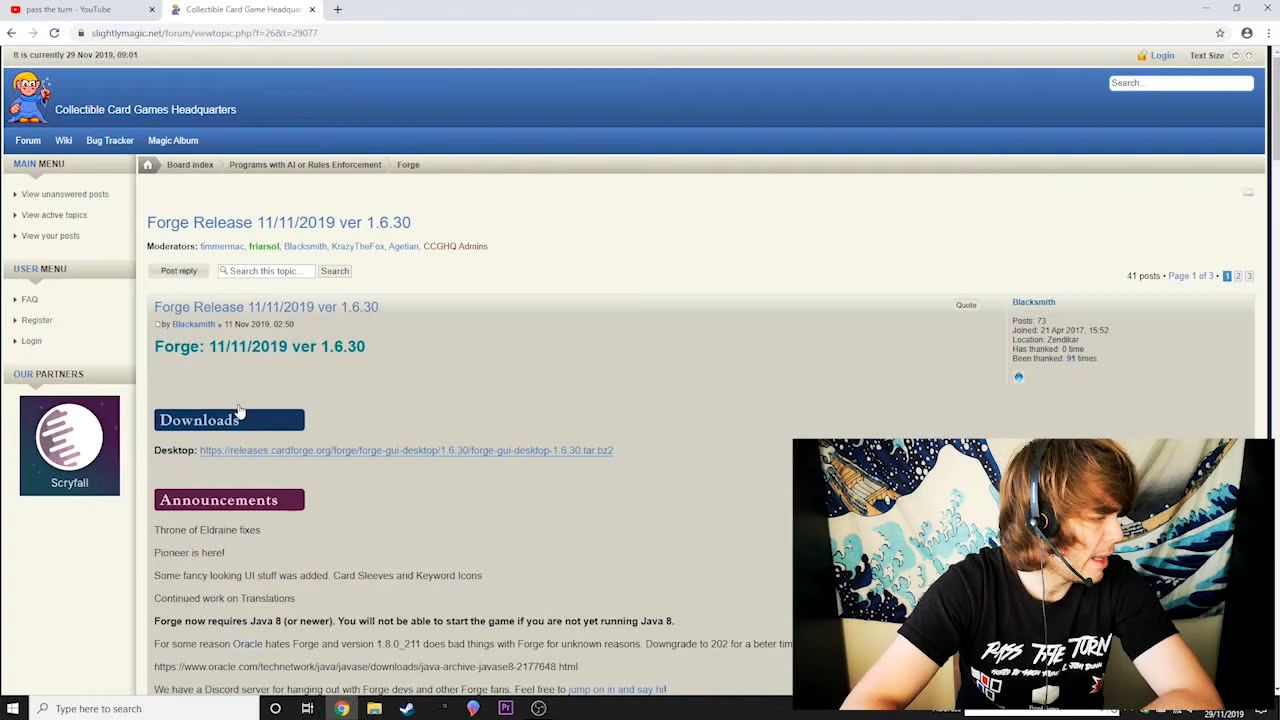 pass the turn - YouTube
Collectible Card Game Headqua
slightlymagic.net/forum/viewtopic.php?f=26&t=29077
It is currently 29 Nov 2019, 09:01
Login
Text Size
Collectible Card Games Headquarters
Search...
Forum Wiki Bug Tracker Magic Album
MAIN MENU
View unanswered posts
View active topics
View your posts
USER MENU
FAQ
Register
Login
OUR PARTNERS
Scryfall
Board index Programs with AI or Rules Enforcement Forge
Forge Release 11/11/2019 ver 1.6.30
Moderators: timmermac, friarsol, Blacksmith, KrazyTheFox, Agetian, CCGHQ Admins
Post reply Search this topic... Search
41 posts • Page 1 of 3 • 1 2 3
Forge Release 11/11/2019 ver 1.6.30
Quote
by Blacksmith » 11 Nov 2019, 02:50
Forge: 11/11/2019 ver 1.6.30
Blacksmith
Posts: 73
Joined: 21 Apr 2017, 15:52
Location: Zendikar
Has thanked: 0 time
Been thanked: 91 times
Downloads
Desktop: https://releases.cardforge.org/forge/forge-gui-desktop/1.6.30/forge-gui-desktop-1.6.30.tar.bz2
Announcements
Throne of Eldraine fixes
Pioneer is here!
Some fancy looking UI stuff was added. Card Sleeves and Keyword Icons
Continued work on Translations
Forge now requires Java 8 (or newer). You will not be able to start the game if you are not yet running Java 8.
For some reason Oracle hates Forge and version 1.8.0_211 does bad things with Forge for unknown reasons. Downgrade to 202 for a beter tim
https://www.oracle.com/technetwork/java/javase/downloads/java-archive-javase8-2177648.html
We have a Discord server for hanging out with Forge devs and other Forge fans. Feel free to jump on in and say hi!
PASS THE TURN
Type here to search
29/11/2019